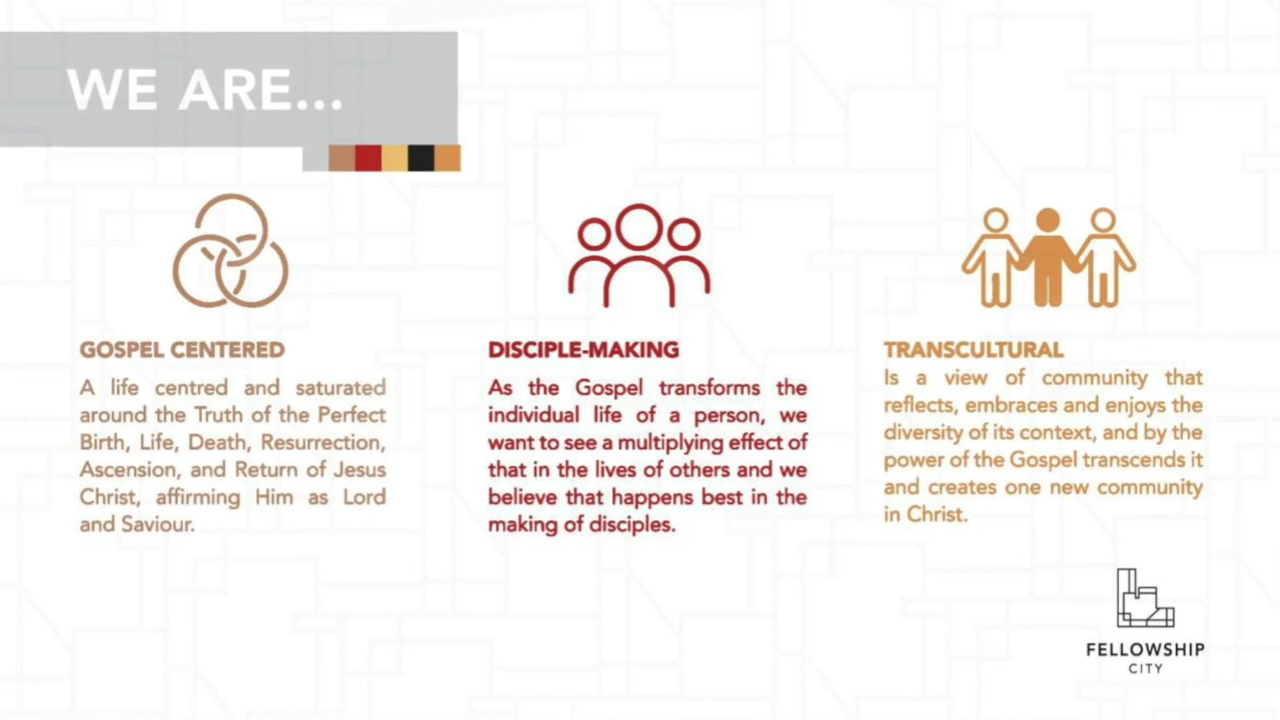 WE ARE...
GOSPEL CENTERED
A life centred and saturated
around the Truth of the Perfect
Birth, Life, Death, Resurrection,
Ascension, and Return of Jesus
Christ, affirming Him as Lord
and Saviour.
DISCIPLE-MAKING
As the Gospel transforms the
individual life of a person, we
want to see a multiplying effect of
that in the lives of others and we
believe that happens best in the
making of disciples.
TRANSCULTURAL
Is a view of community that
reflects, embraces and enjoys the
diversity of its context, and by the
power of the Gospel transcends it
and creates one new community
in Christ.
FELLOWSHIP
CITY